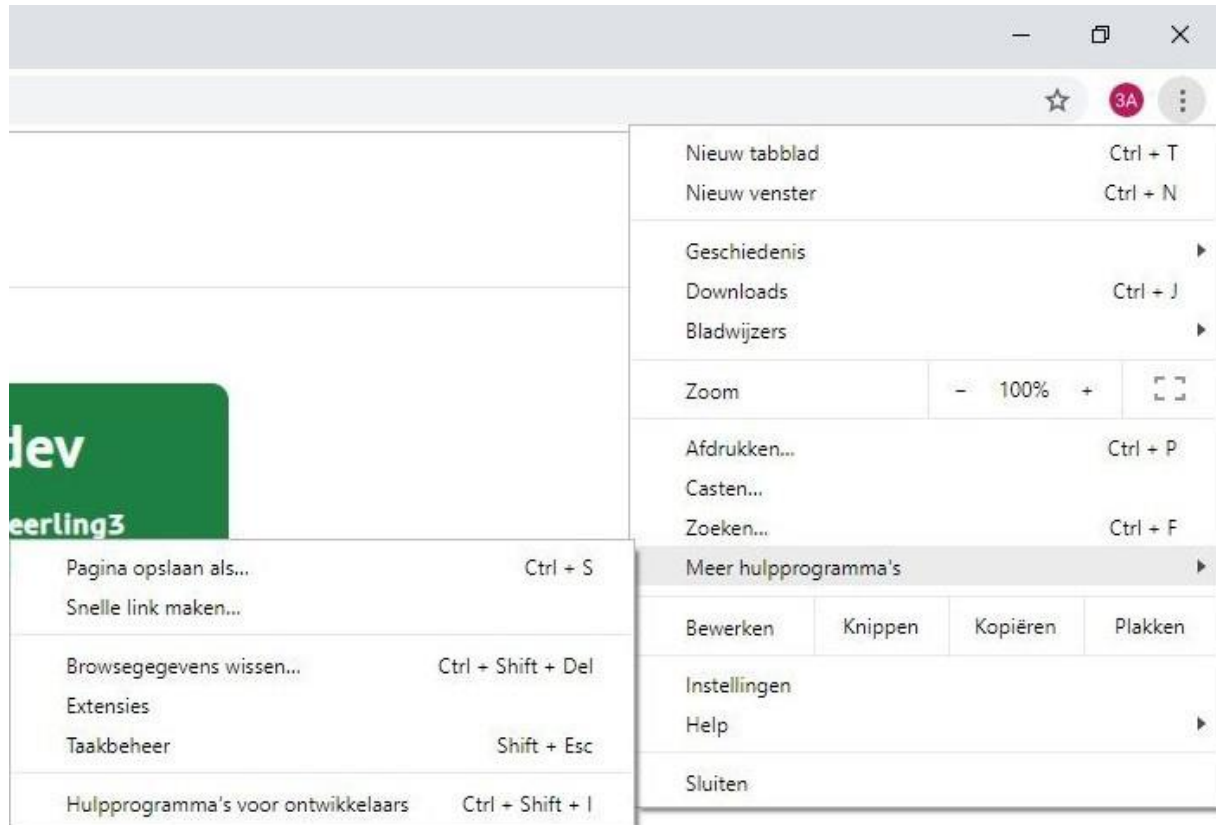 3A
Nieuw tabblad Ctrl + T
Nieuw venster Ctrl + N
Geschiedenis
Downloads Ctrl + J
Bladwijzers
Zoom - 100% +
Afdrukken... Ctrl + P
Casten...
Zoeken... Ctrl + F
Meer hulpprogramma's
Bewerken Knippen Kopiëren Plakken
Instellingen
Help
Sluiten
dev
eerling3
Pagina opslaan als... Ctrl + S
Snelle link maken...
Browsegegevens wissen... Ctrl + Shift + Del
Extensies
Taakbeheer Shift + Esc
Hulpprogramma's voor ontwikkelaars Ctrl + Shift + I